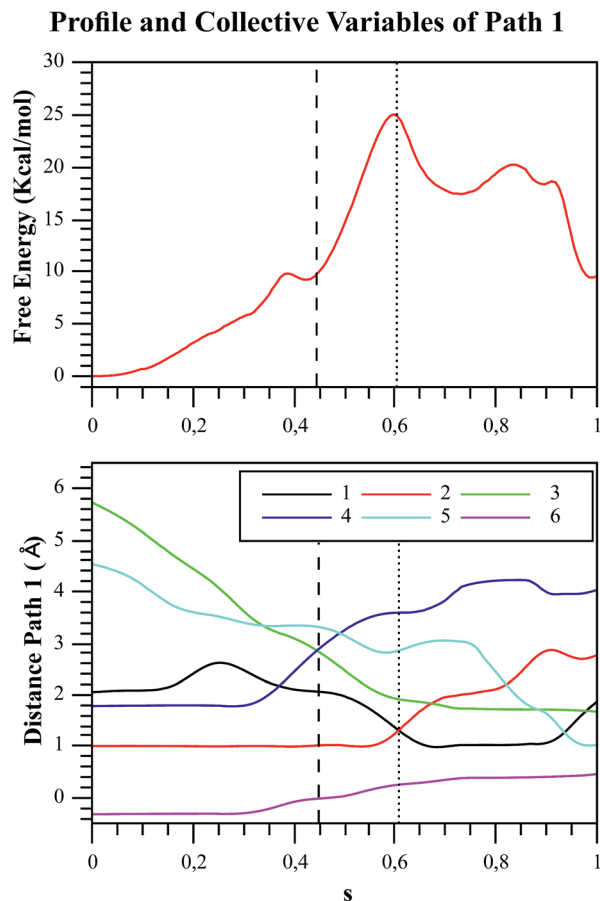 Profile and Collective Variables of Path 1
Free Energy (Kcal/mol)
30
25
20
15
10
5
0
0 0,2 0,4 0,6 0,8 1
Distance Path 1 (Å)
6
5
4
3
2
1
0
1 2 3
4 5 6
0 0,2 0,4 0,6 0,8 1
s